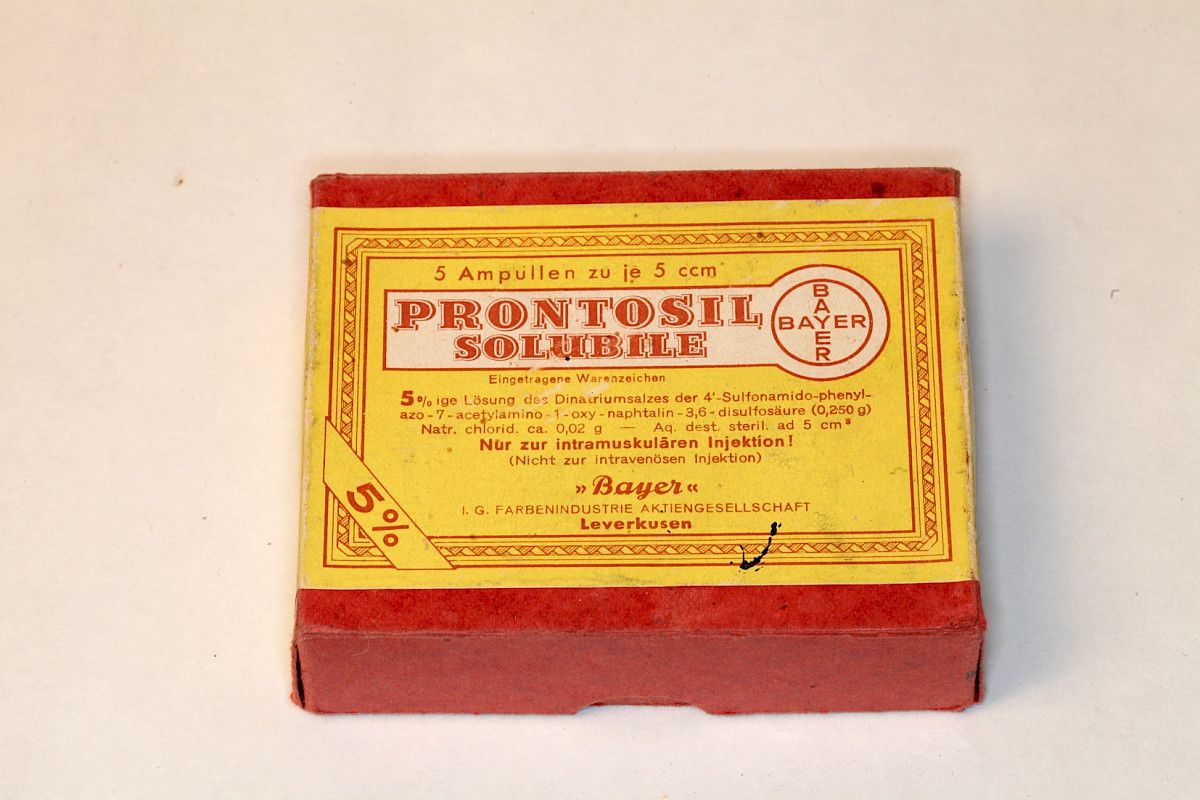 5 Ampullen zu je 5 ccm
PRONTOSIL
SOLUBILE
BAYER
BAYER
Eingetragene Warenzeichen
5%ige Lösung des Dinatriumsalzes der 4'-Sulfonamido-phenyl-
azo-7-acetylamino-1-oxy-naphtalin-3,6-disulfosäure (0,250 g)
Natr. chlorid. ca. 0,02 g — Aq. dest. steril. ad 5 cm³
Nur zur intramuskulären Injektion!
(Nicht zur intravenösen Injektion)
»Bayer«
I. G. FARBENINDUSTRIE AKTIENGESELLSCHAFT
Leverkusen
5%